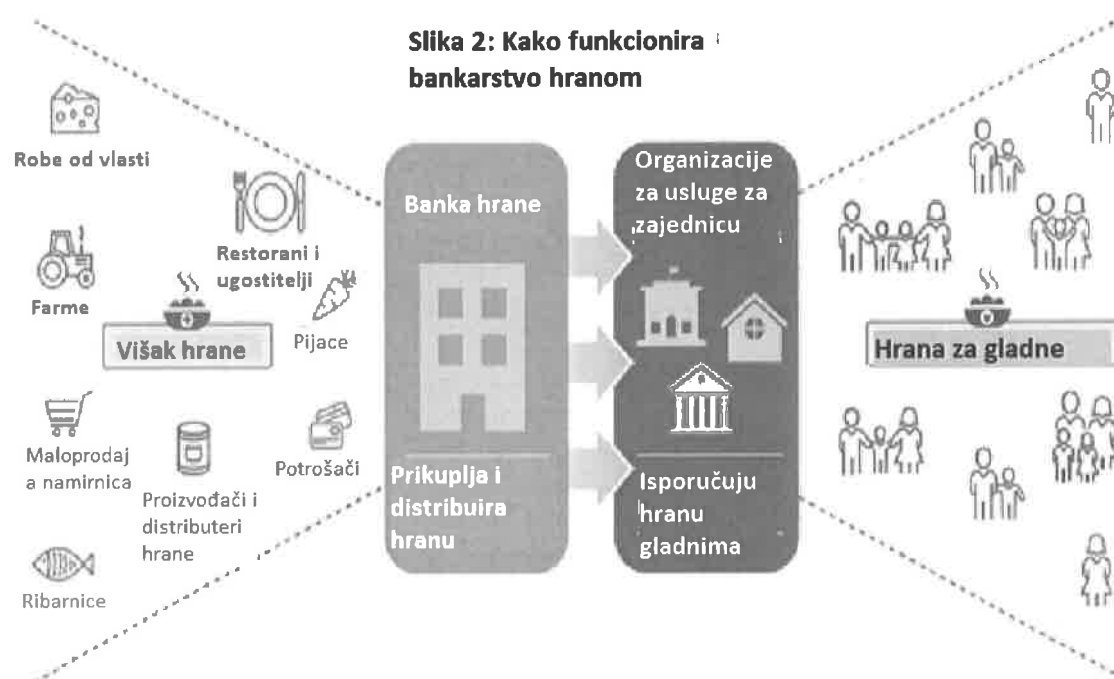 Slika 2: Kako funkcionira
bankarstvo hranom
Robe od vlasti
Restorani i
ugostitelji
Farme
Pijace
Višak hrane
Maloprodaj
a namirnica
Proizvođači i
distributeri
hrane
Potrošači
Ribarnice
Banka hrane
Prikuplja i
distribuira
hranu
Organizacije
za usluge za
zajednicu
Isporučuju
hranu
gladnima
Hrana za gladne